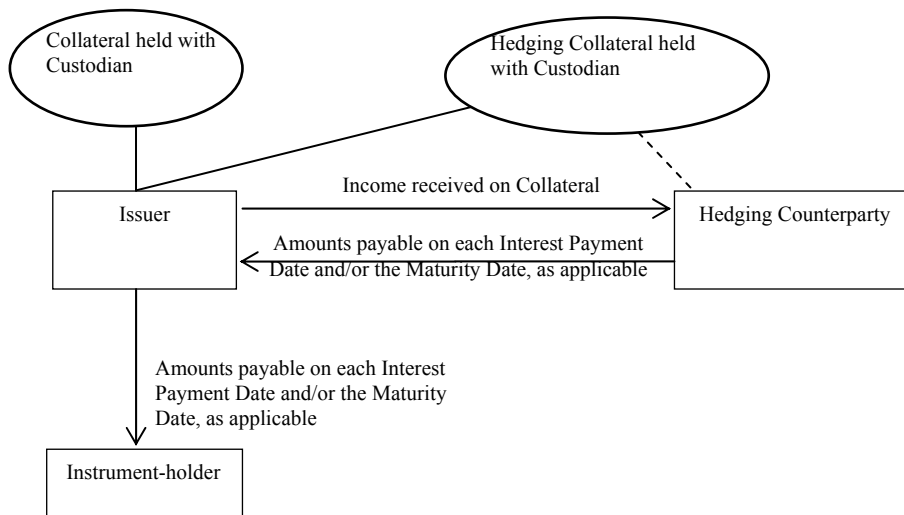 Collateral held with
Custodian
Hedging Collateral held
with Custodian
Income received on Collateral
Issuer
Hedging Counterparty
Amounts payable on each Interest Payment
Date and/or the Maturity Date, as applicable
Amounts payable on each Interest
Payment Date and/or the Maturity
Date, as applicable
Instrument-holder